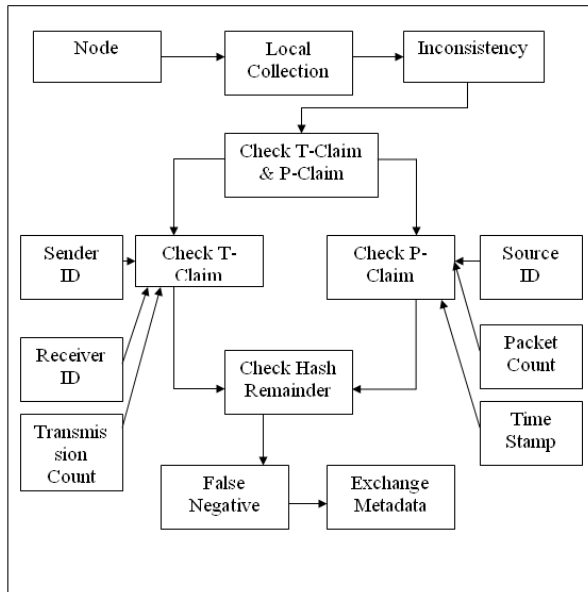 Node
Local
Collection
Inconsistency
Check T-Claim
& P-Claim
Sender
ID
Check T-
Claim
Check P-
Claim
Source
ID
Receiver
ID
Check Hash
Remainder
Packet
Count
Transmis
sion
Count
Time
Stamp
False
Negative
Exchange
Metadata